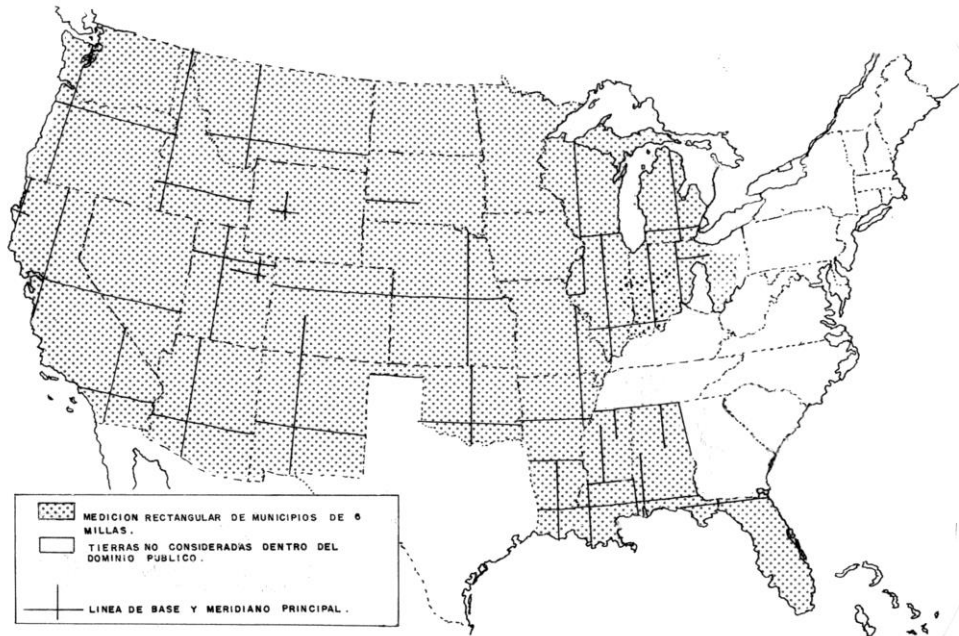 MEDICION RECTANGULAR DE MUNICIPIOS DE 6
MILLAS.
TIERRAS NO CONSIDERADAS DENTRO DEL
DOMINIO PUBLICO.
LINEA DE BASE Y MERIDIANO PRINCIPAL.